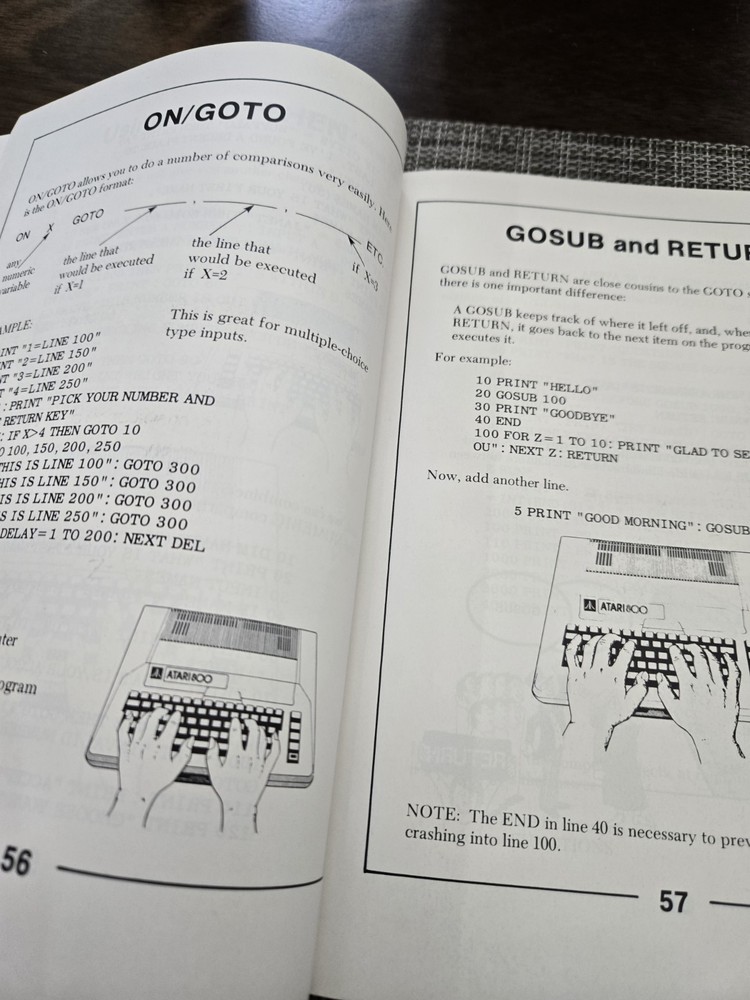 ON/GOTO
ON/GOTO allows you to do a number of comparisons very easily. Here
is the ON/GOTO format:
ON X GOTO , , ETC.
any
numeric
variable
the line that
would be executed
if X=1
the line that
would be executed
if X=2
if X=3
This is great for multiple-choice
type inputs.
AMPLE:
INT "1=LINE 100"
NT "2=LINE 150"
T "3=LINE 200"
T "4=LINE 250"
: PRINT "PICK YOUR NUMBER AND
RETURN KEY"
: IF X>4 THEN GOTO 10
O 100, 150, 200, 250
THIS IS LINE 100": GOTO 300
HIS IS LINE 150": GOTO 300
IS IS LINE 200": GOTO 300
S IS LINE 250": GOTO 300
DELAY=1 TO 200: NEXT DEL
uter
ogram
ATARI 800
56
GOSUB and RETU
GOSUB and RETURN are close cousins to the GOTO s
there is one important difference:
A GOSUB keeps track of where it left off, and, whe
RETURN, it goes back to the next item on the prog
executes it.
For example:
10 PRINT "HELLO"
20 GOSUB 100
30 PRINT "GOODBYE"
40 END
100 FOR Z=1 TO 10: PRINT "GLAD TO SE
OU": NEXT Z: RETURN
Now, add another line.
5 PRINT "GOOD MORNING": GOSUB
ATARI 800
NOTE: The END in line 40 is necessary to prev
crashing into line 100.
57